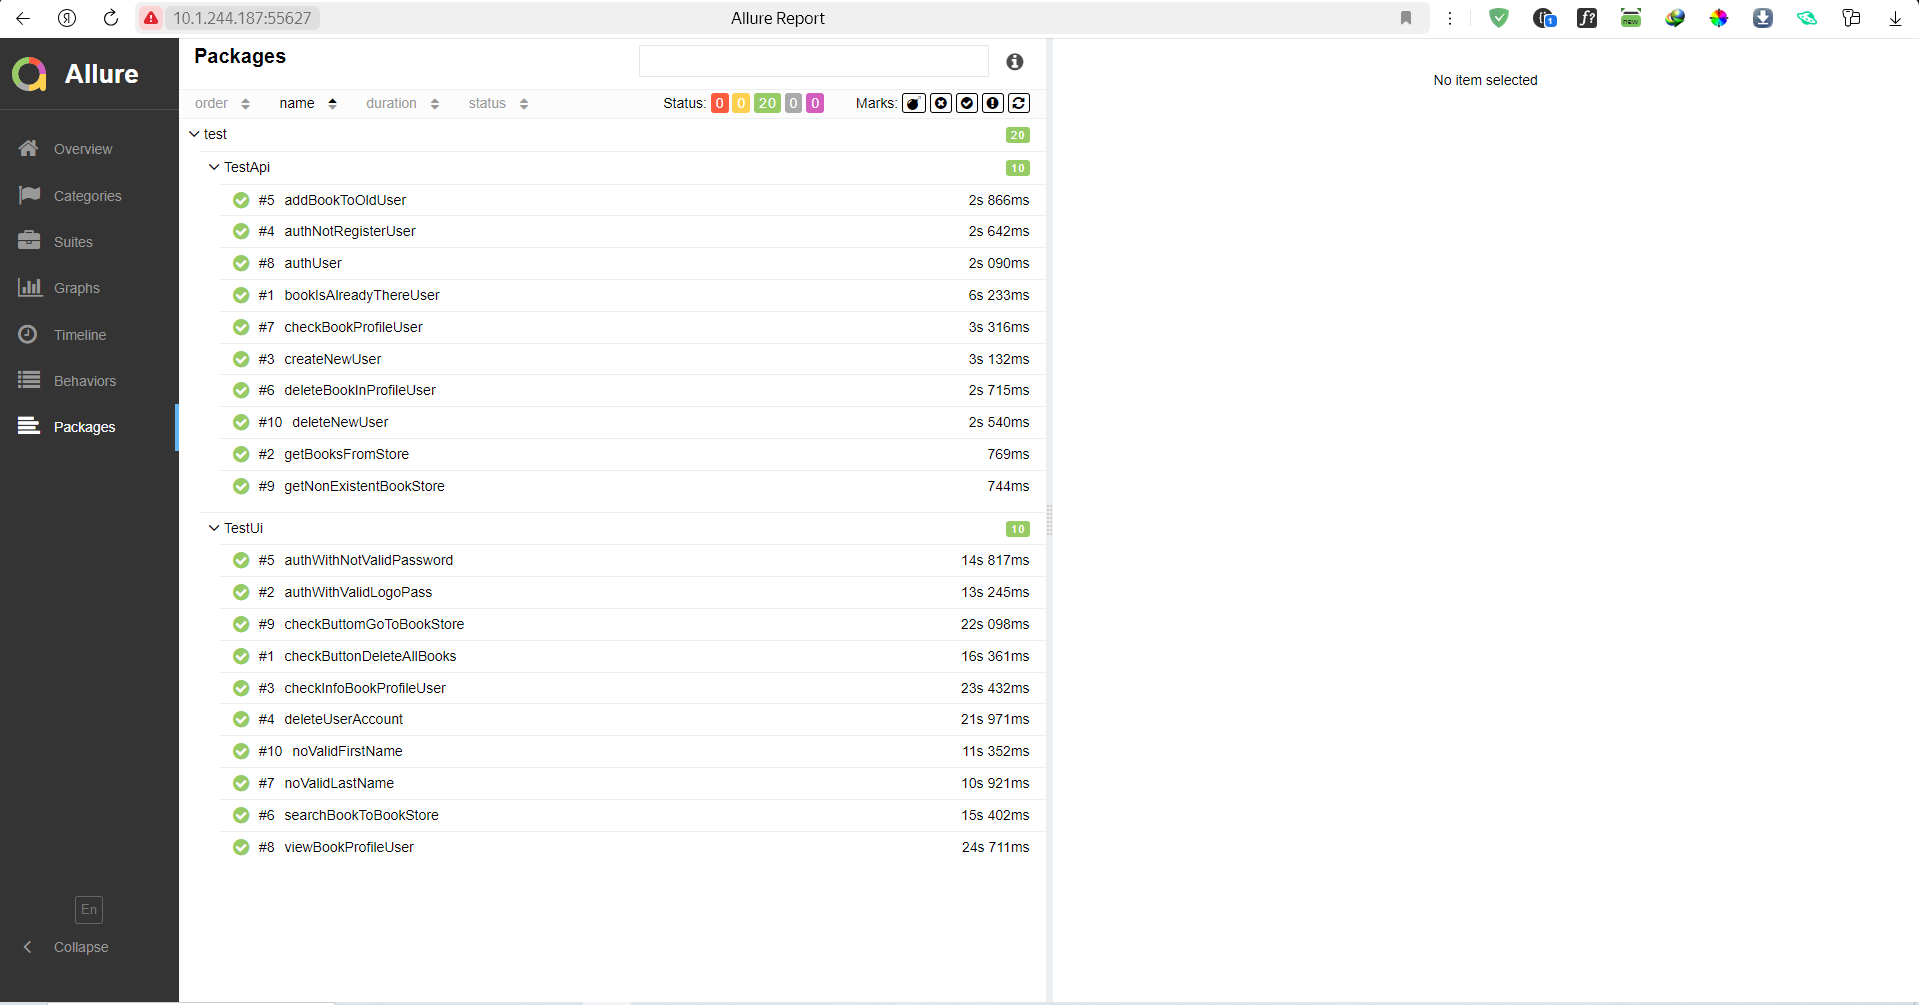 Я
10.1.244.187:55627
Allure Report
f?
1
new
Allure
Overview
Categories
Suites
Graphs
Timeline
Behaviors
Packages
En
Collapse
Packages
order name duration status
Status: 0 0 20 0 0 Marks:
test 20
TestApi 10
#5 addBookToOldUser 2s 866ms
#4 authNotRegisterUser 2s 642ms
#8 authUser 2s 090ms
#1 bookIsAlreadyThereUser 6s 233ms
#7 checkBookProfileUser 3s 316ms
#3 createNewUser 3s 132ms
#6 deleteBookInProfileUser 2s 715ms
#10 deleteNewUser 2s 540ms
#2 getBooksFromStore 769ms
#9 getNonExistentBookStore 744ms
TestUi 10
#5 authWithNotValidPassword 14s 817ms
#2 authWithValidLogoPass 13s 245ms
#9 checkButtomGoToBookStore 22s 098ms
#1 checkButtonDeleteAllBooks 16s 361ms
#3 checkInfoBookProfileUser 23s 432ms
#4 deleteUserAccount 21s 971ms
#10 noValidFirstName 11s 352ms
#7 noValidLastName 10s 921ms
#6 searchBookToBookStore 15s 402ms
#8 viewBookProfileUser 24s 711ms
No item selected